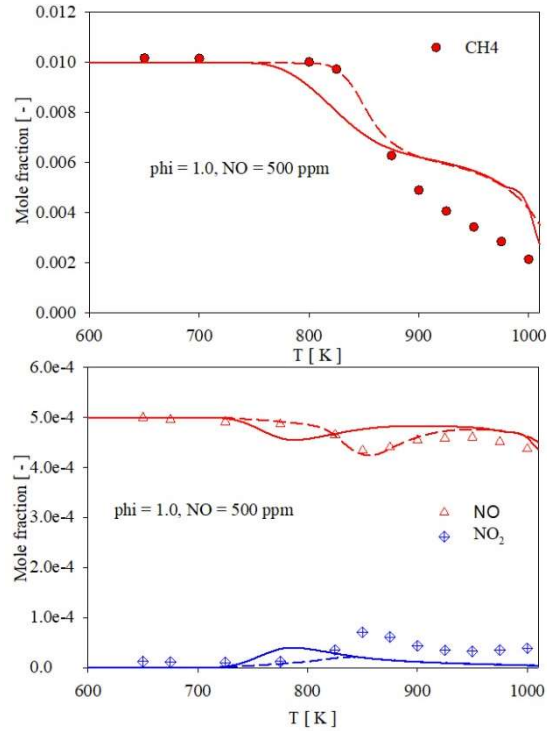 0.012
0.010
0.008
0.006
0.004
0.002
0.000
Mole fraction [ - ]
CH4
phi = 1.0, NO = 500 ppm
600 700 800 900 1000
T [ K ]
6.0e-4
5.0e-4
4.0e-4
3.0e-4
2.0e-4
1.0e-4
0.0
Mole fraction [ - ]
phi = 1.0, NO = 500 ppm
NO
NO₂
600 700 800 900 1000
T [ K ]